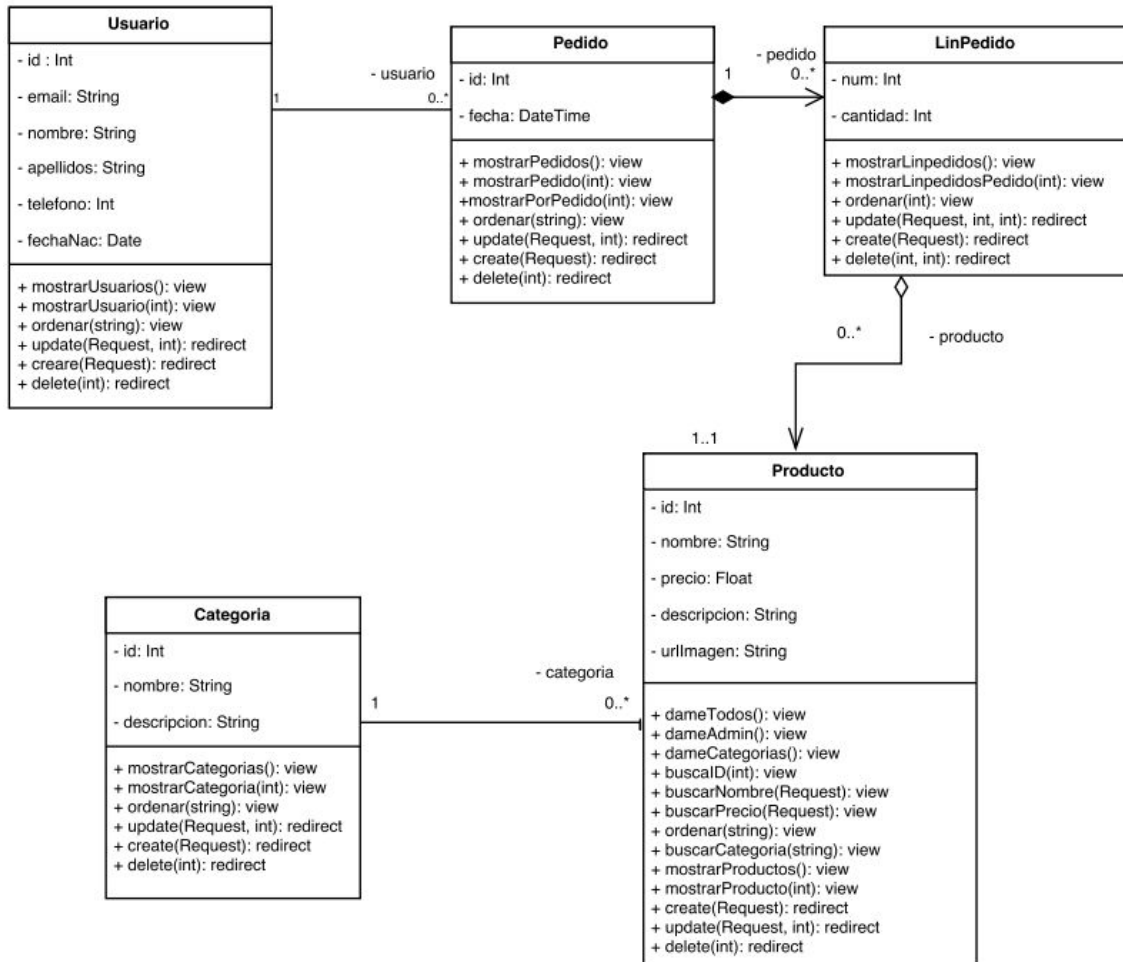 Usuario
- id : Int
- email: String
- nombre: String
- apellidos: String
- telefono: Int
- fechaNac: Date
+ mostrarUsuarios(): view
+ mostrarUsuario(int): view
+ ordenar(string): view
+ update(Request, int): redirect
+ creare(Request): redirect
+ delete(int): redirect
- usuario
1
0..*
Pedido
- id: Int
- fecha: DateTime
+ mostrarPedidos(): view
+ mostrarPedido(int): view
+mostrarPorPedido(int): view
+ ordenar(string): view
+ update(Request, int): redirect
+ create(Request): redirect
+ delete(int): redirect
- pedido
1
0..*
LinPedido
- num: Int
- cantidad: Int
+ mostrarLinpedidos(): view
+ mostrarLinpedidosPedido(int): view
+ ordenar(int): view
+ update(Request, int, int): redirect
+ create(Request): redirect
+ delete(int, int): redirect
0..*
- producto
1..1
Producto
- id: Int
- nombre: String
- precio: Float
- descripcion: String
- urlImagen: String
+ dameTodos(): view
+ dameAdmin(): view
+ dameCategorias(): view
+ buscaID(int): view
+ buscarNombre(Request): view
+ buscarPrecio(Request): view
+ ordenar(string): view
+ buscarCategoria(string): view
+ mostrarProductos(): view
+ mostrarProducto(int): view
+ create(Request): redirect
+ update(Request, int): redirect
+ delete(int): redirect
Categoria
- id: Int
- nombre: String
- descripcion: String
+ mostrarCategorias(): view
+ mostrarCategoria(int): view
+ ordenar(string): view
+ update(Request, int): redirect
+ create(Request): redirect
+ delete(int): redirect
- categoria
1
0..*